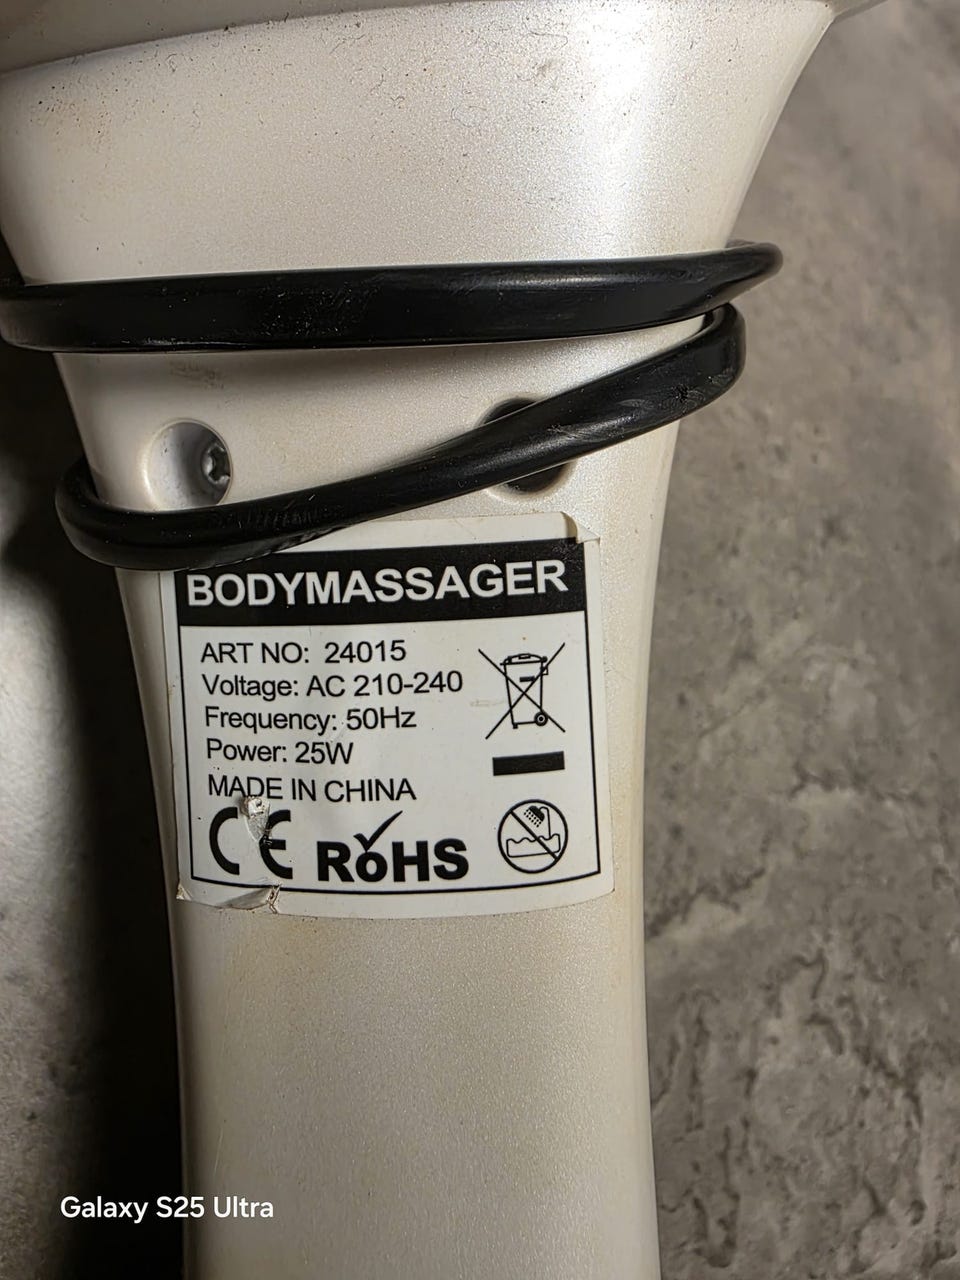 BODYMASSAGER
ART NO: 24015
Voltage: AC 210-240
Frequency: 50Hz
Power: 25W
MADE IN CHINA
CE RoHS
Galaxy S25 Ultra